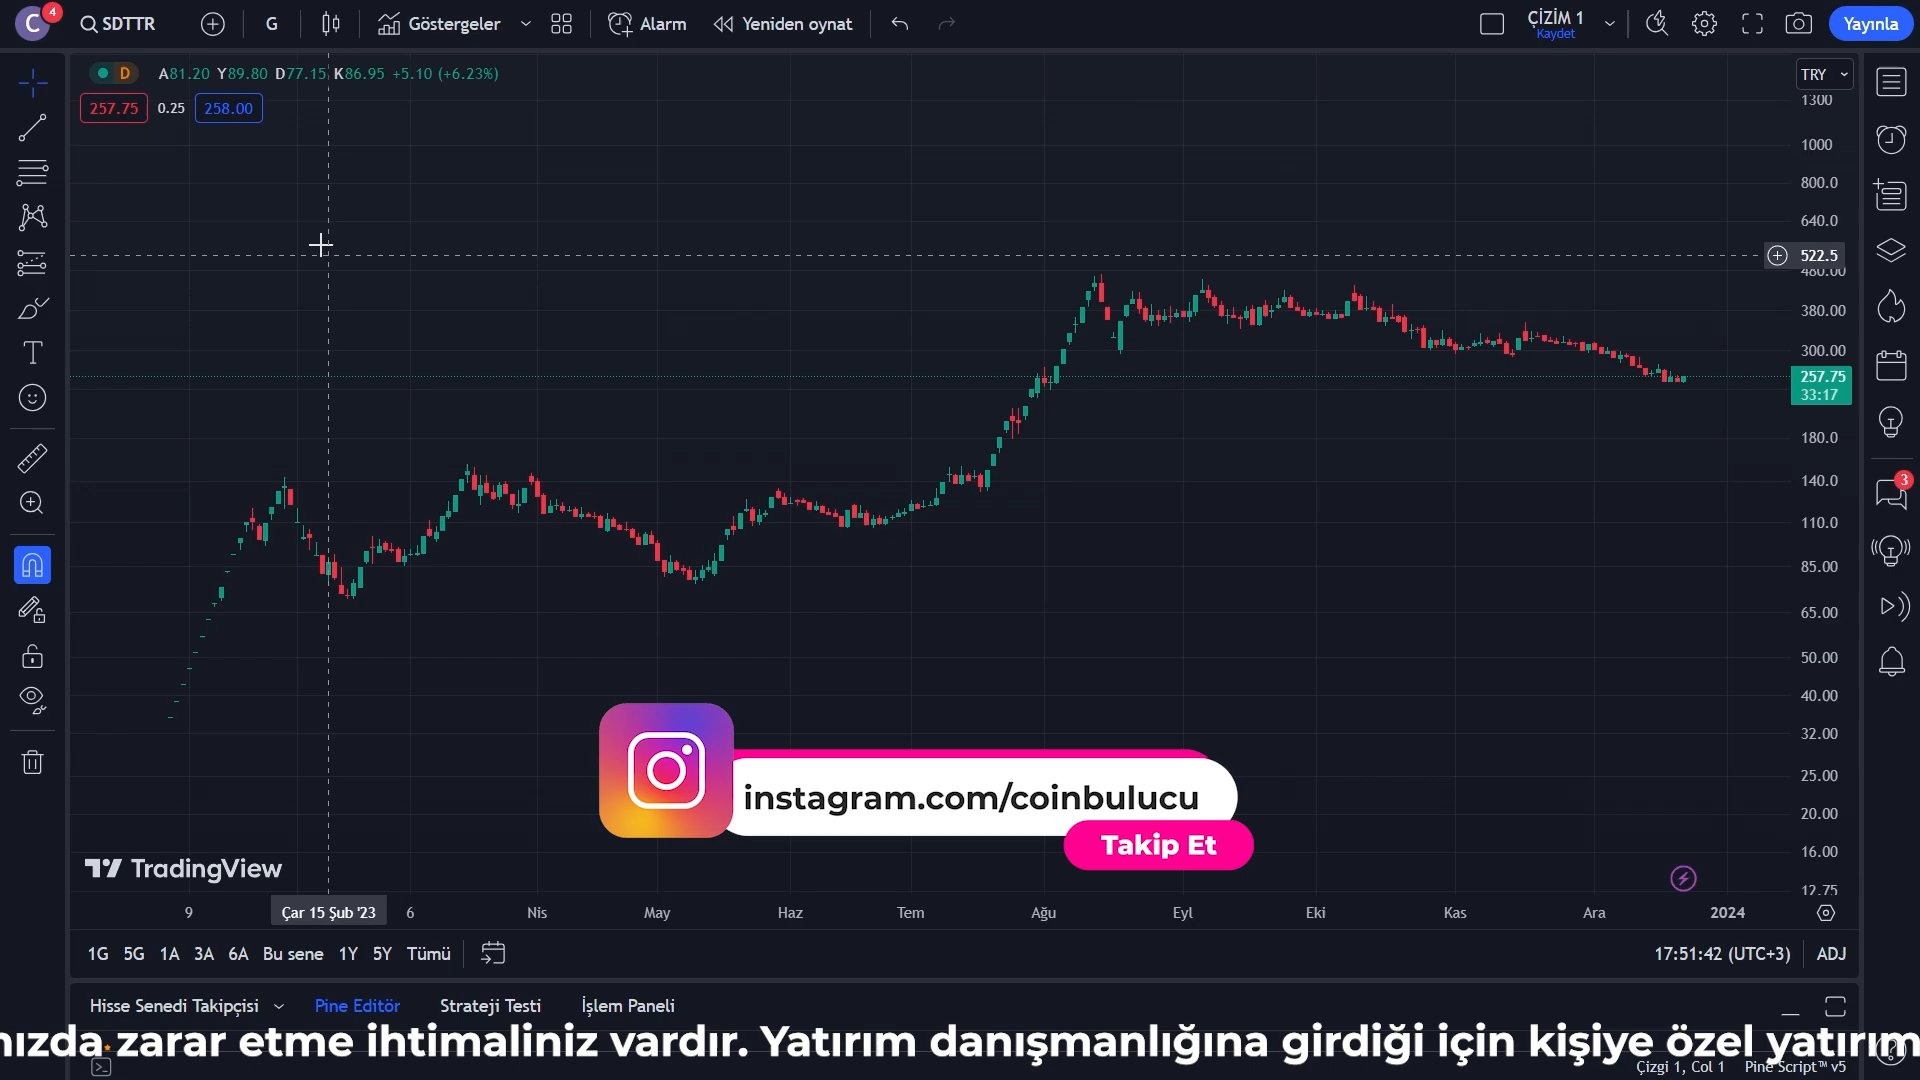 C 4 SDTTR G Göstergeler Alarm Yeniden oynat ÇİZİM 1 Kaydet Yayınla
D A81.20 Y89.80 D77.15 K86.95 +5.10 (+6.23%)
257.75 0.25 258.00
TRY
1300
1000
800.0
640.0
522.5
480.00
380.00
300.00
257.75
33:17
180.0
140.0
110.0
85.00
65.00
50.00
40.00
32.00
25.00
20.00
16.00
12.75
3
instagram.com/coinbulucu
Takip Et
TradingView
9 Çar 15 Şub '23 6 Nis May Haz Tem Ağu Eyl Eki Kas Ara 2024
1G 5G 1A 3A 6A Bu sene 1Y 5Y Tümü 17:51:42 (UTC+3) ADJ
Hisse Senedi Takipçisi Pine Editör Strateji Testi İşlem Paneli
nızda zarar etme ihtimaliniz vardır. Yatırım danışmanlığına girdiği için kişiye özel yatırım
Çizgi 1, Col 1 Pine Script™ v5